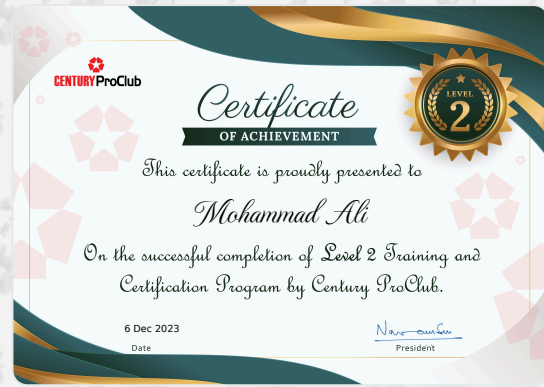 CENTURY ProClub
Certificate
OF ACHIEVEMENT
LEVEL
2
This certificate is proudly presented to
Mohammad Ali
On the successful completion of Level 2 Training and
Certification Program by Century ProClub.
6 Dec 2023
Date
President